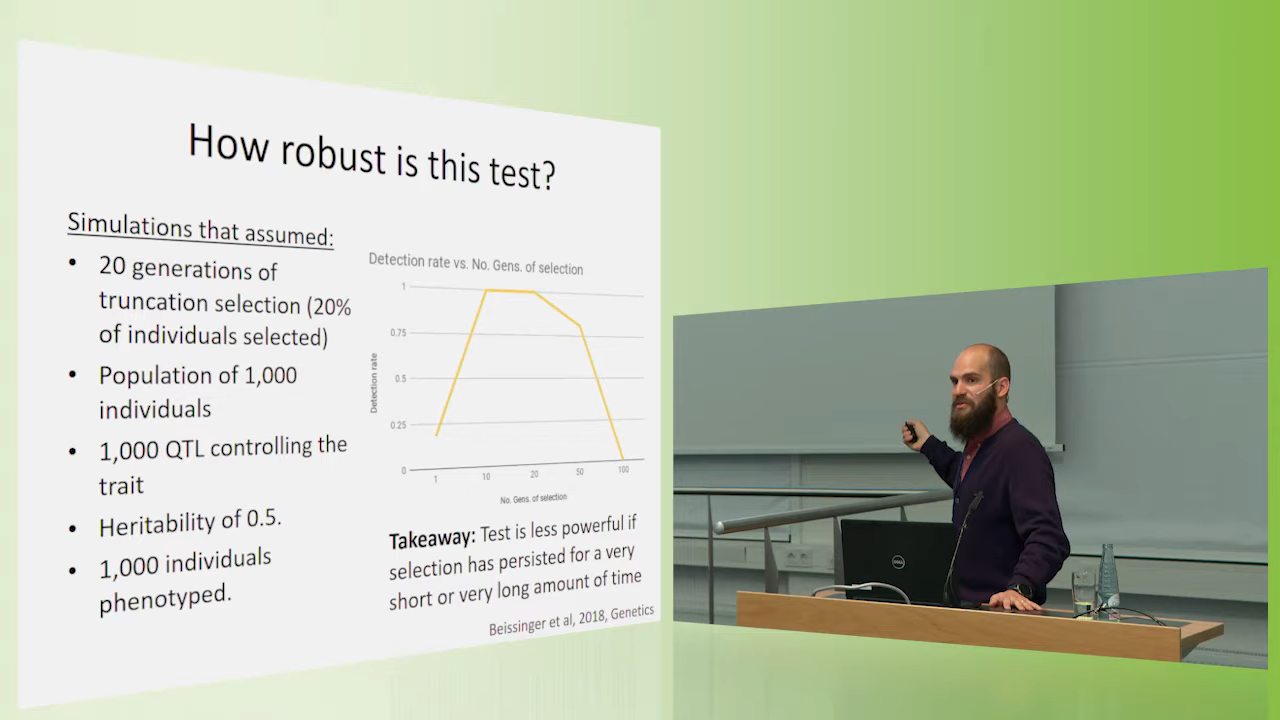 How robust is this test?
Simulations that assumed:
• 20 generations of
truncation selection (20%
of individuals selected)
• Population of 1,000
individuals
• 1,000 QTL controlling the
trait
• Heritability of 0.5.
• 1,000 individuals
phenotyped.
Detection rate vs. No. Gens. of selection
Detection rate
1
0.75
0.5
0.25
0
1 10 20 50 100
No. Gens. of selection
Takeaway: Test is less powerful if
selection has persisted for a very
short or very long amount of time
Beissinger et al, 2018, Genetics
DELL